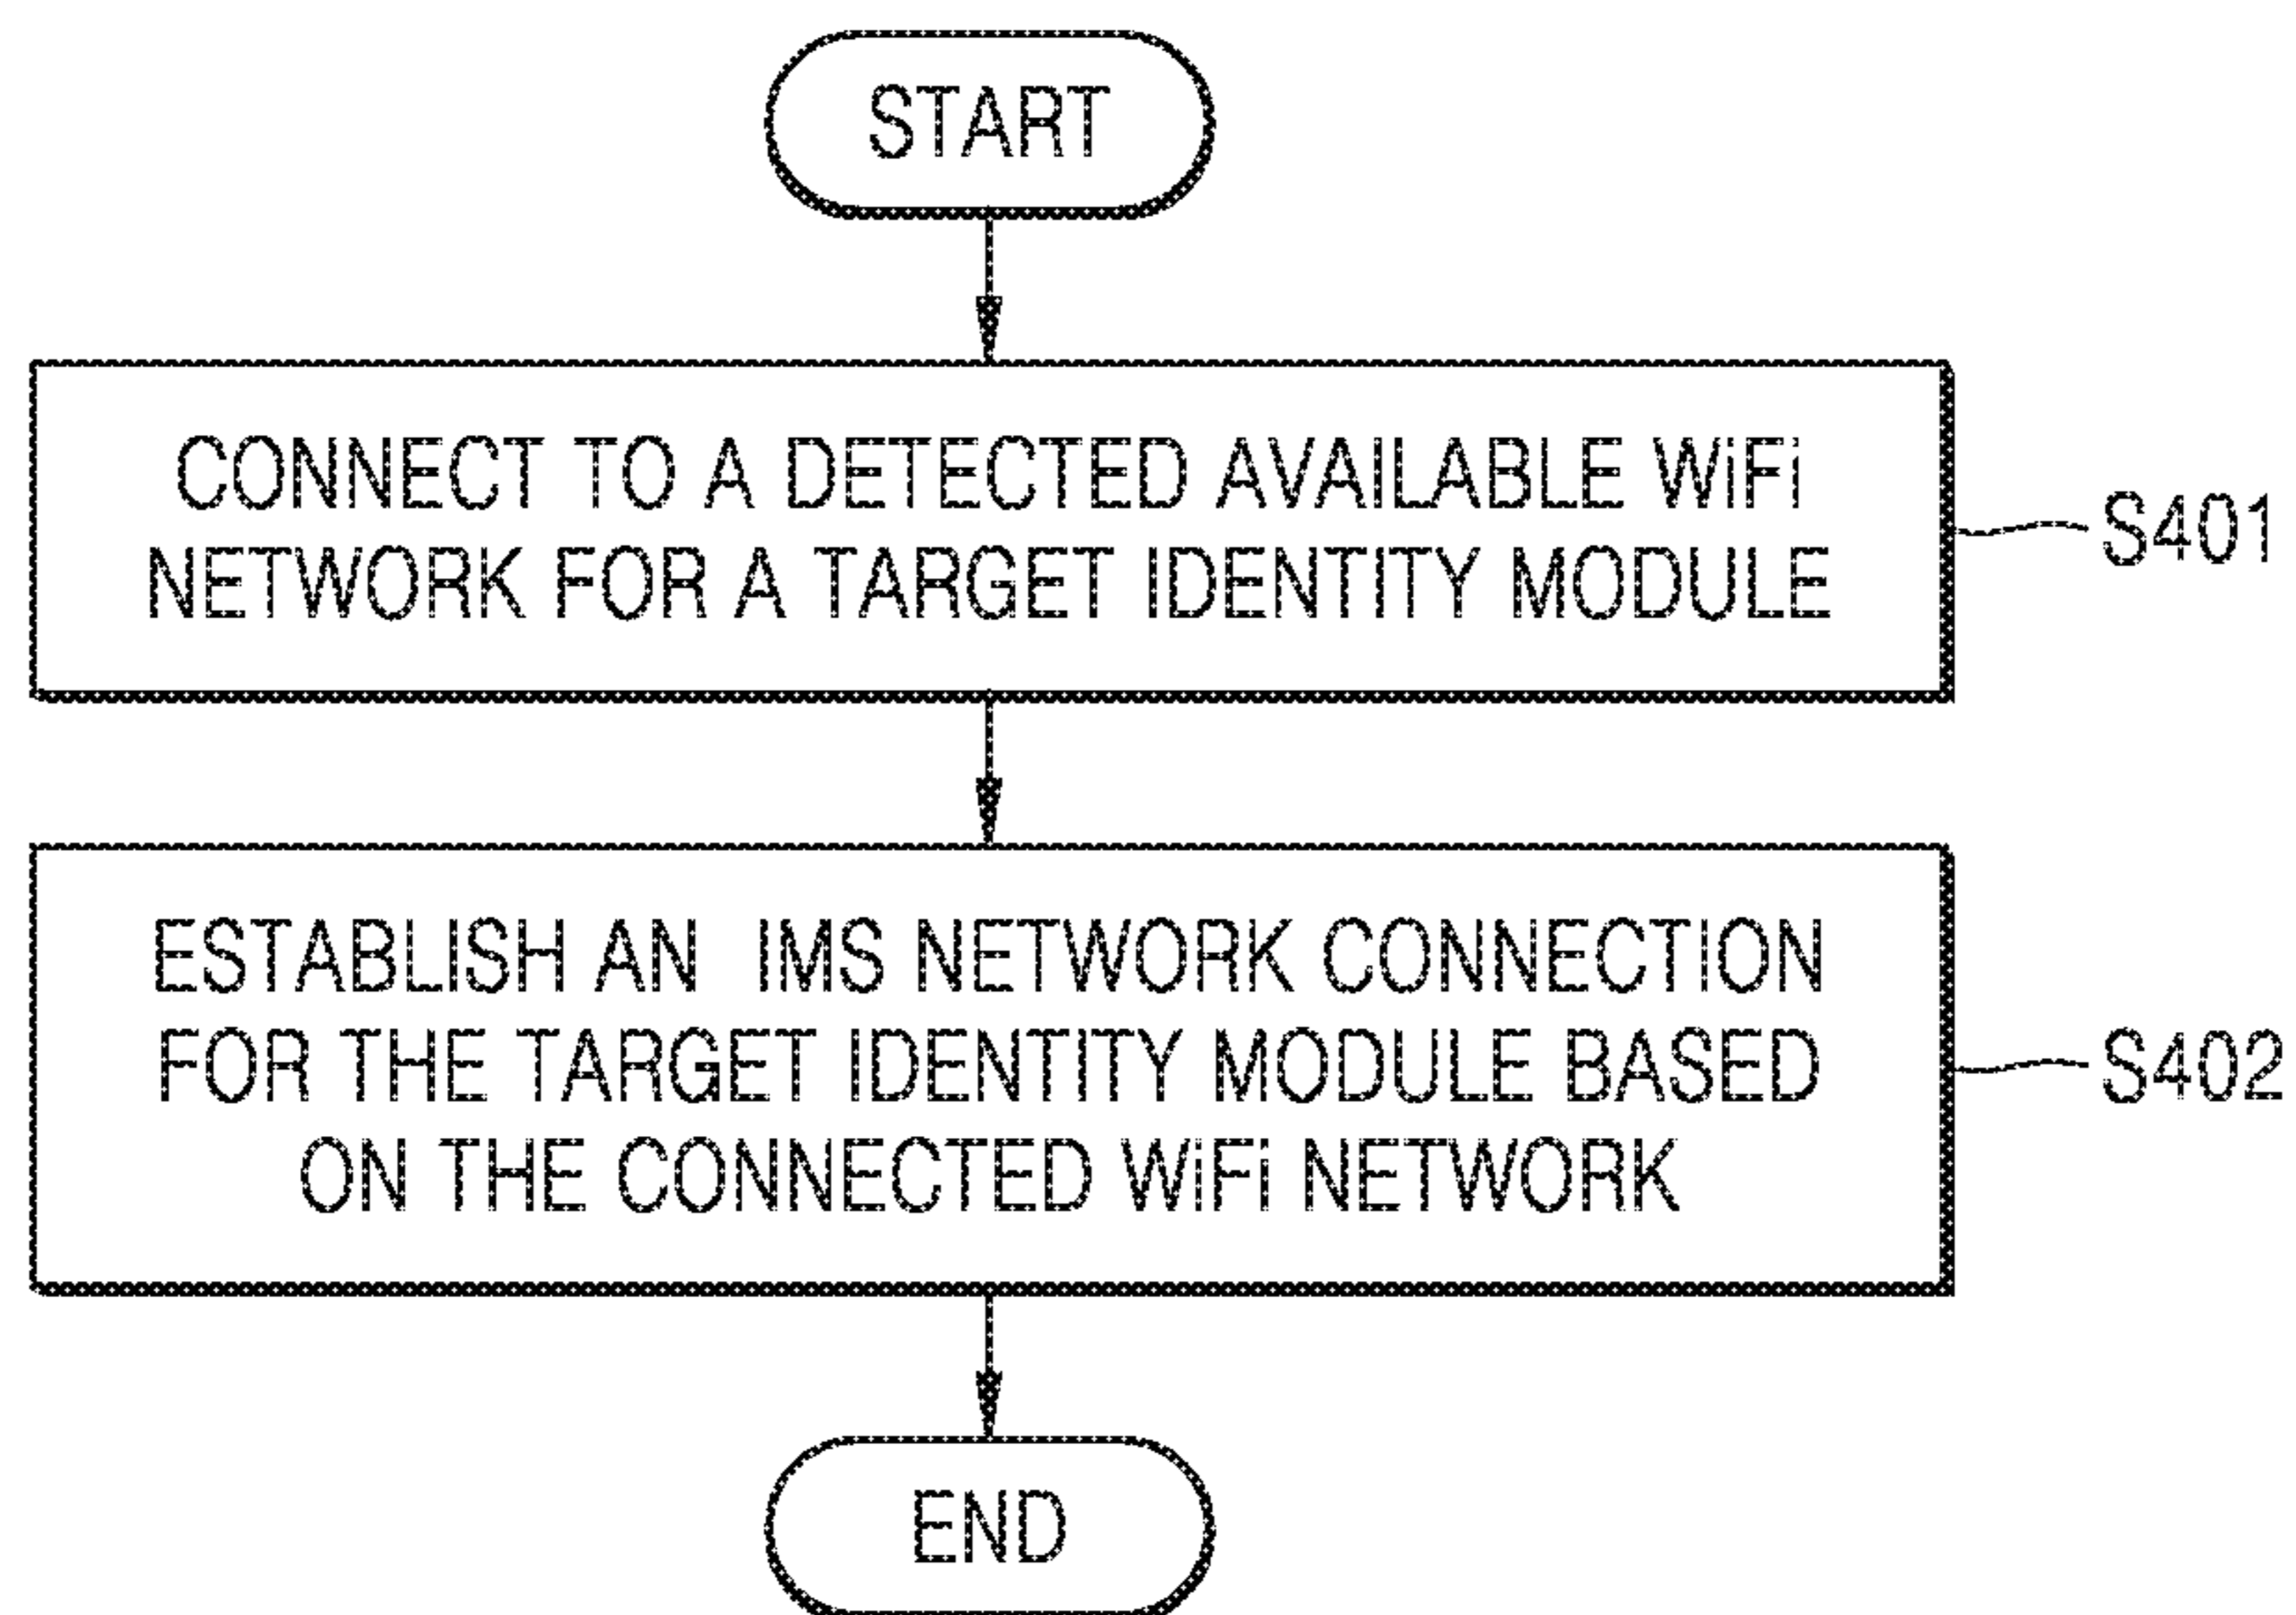 START
CONNECT TO A DETECTED AVAILABLE WiFi
NETWORK FOR A TARGET IDENTITY MODULE
S401
ESTABLISH AN IMS NETWORK CONNECTION
FOR THE TARGET IDENTITY MODULE BASED
ON THE CONNECTED WiFi NETWORK
S402
END